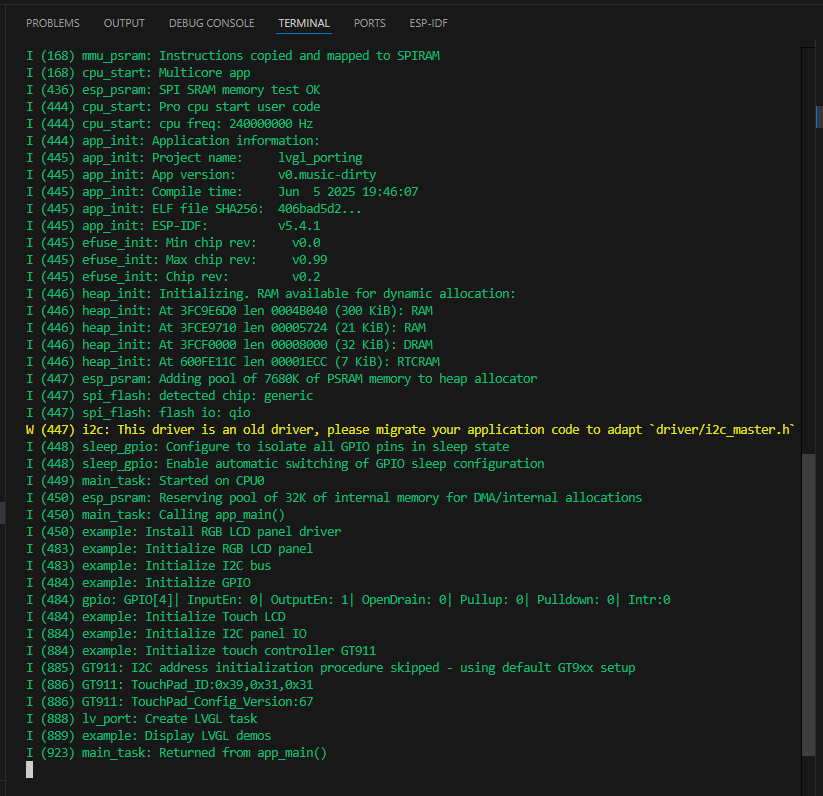 PROBLEMS OUTPUT DEBUG CONSOLE TERMINAL PORTS ESP-IDF
I (168) mmu_psram: Instructions copied and mapped to SPIRAM
I (168) cpu_start: Multicore app
I (436) esp_psram: SPI SRAM memory test OK
I (444) cpu_start: Pro cpu start user code
I (444) cpu_start: cpu freq: 240000000 Hz
I (444) app_init: Application information:
I (445) app_init: Project name:     lvgl_porting
I (445) app_init: App version:      v0.music-dirty
I (445) app_init: Compile time:     Jun  5 2025 19:46:07
I (445) app_init: ELF file SHA256:  406bad5d2...
I (445) app_init: ESP-IDF:          v5.4.1
I (445) efuse_init: Min chip rev:     v0.0
I (445) efuse_init: Max chip rev:     v0.99
I (445) efuse_init: Chip rev:         v0.2
I (446) heap_init: Initializing. RAM available for dynamic allocation:
I (446) heap_init: At 3FC9E6D0 len 0004B040 (300 KiB): RAM
I (446) heap_init: At 3FCE9710 len 00005724 (21 KiB): RAM
I (446) heap_init: At 3FCF0000 len 00008000 (32 KiB): DRAM
I (446) heap_init: At 600FE11C len 00001ECC (7 KiB): RTCRAM
I (447) esp_psram: Adding pool of 7680K of PSRAM memory to heap allocator
I (447) spi_flash: detected chip: generic
I (447) spi_flash: flash io: qio
W (447) i2c: This driver is an old driver, please migrate your application code to adapt `driver/i2c_master.h`
I (448) sleep_gpio: Configure to isolate all GPIO pins in sleep state
I (448) sleep_gpio: Enable automatic switching of GPIO sleep configuration
I (449) main_task: Started on CPU0
I (450) esp_psram: Reserving pool of 32K of internal memory for DMA/internal allocations
I (450) main_task: Calling app_main()
I (450) example: Install RGB LCD panel driver
I (483) example: Initialize RGB LCD panel
I (483) example: Initialize I2C bus
I (484) example: Initialize GPIO
I (484) gpio: GPIO[4]| InputEn: 0| OutputEn: 1| OpenDrain: 0| Pullup: 0| Pulldown: 0| Intr:0
I (484) example: Initialize Touch LCD
I (884) example: Initialize I2C panel IO
I (884) example: Initialize touch controller GT911
I (885) GT911: I2C address initialization procedure skipped - using default GT9xx setup
I (886) GT911: TouchPad_ID:0x39,0x31,0x31
I (886) GT911: TouchPad_Config_Version:67
I (888) lv_port: Create LVGL task
I (889) example: Display LVGL demos
I (923) main_task: Returned from app_main()